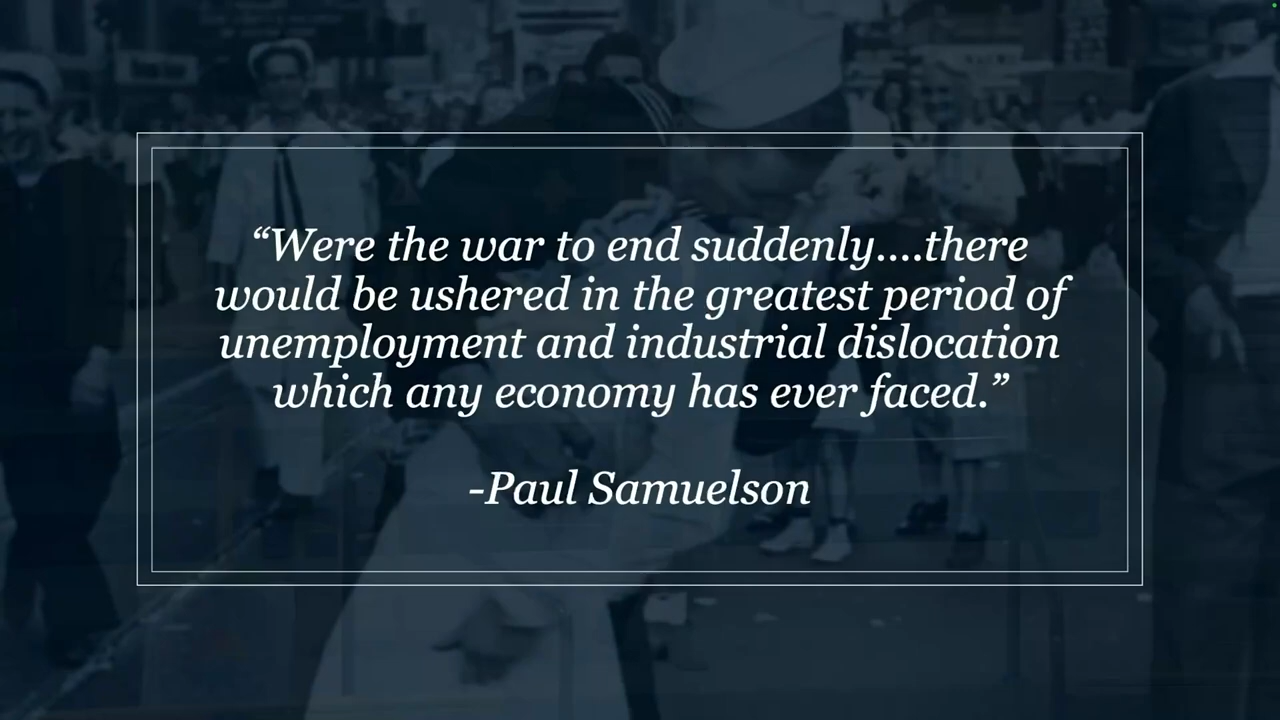 “Were the war to end suddenly....there
would be ushered in the greatest period of
unemployment and industrial dislocation
which any economy has ever faced.”
-Paul Samuelson